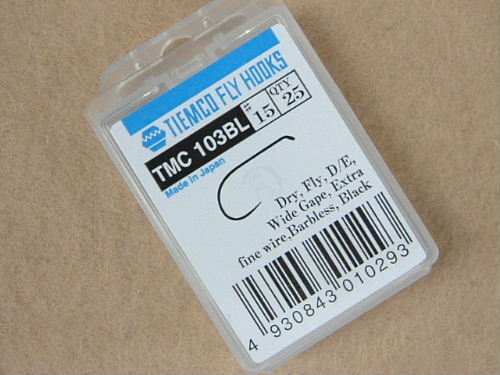 TIEMCO FLY HOOKS
TMC 103BL
# 15
QTY 25
Made in Japan
Dry, Fly, D/E,
Wide Gape, Extra
fine wire,Barbless, Black
4 930843 010293